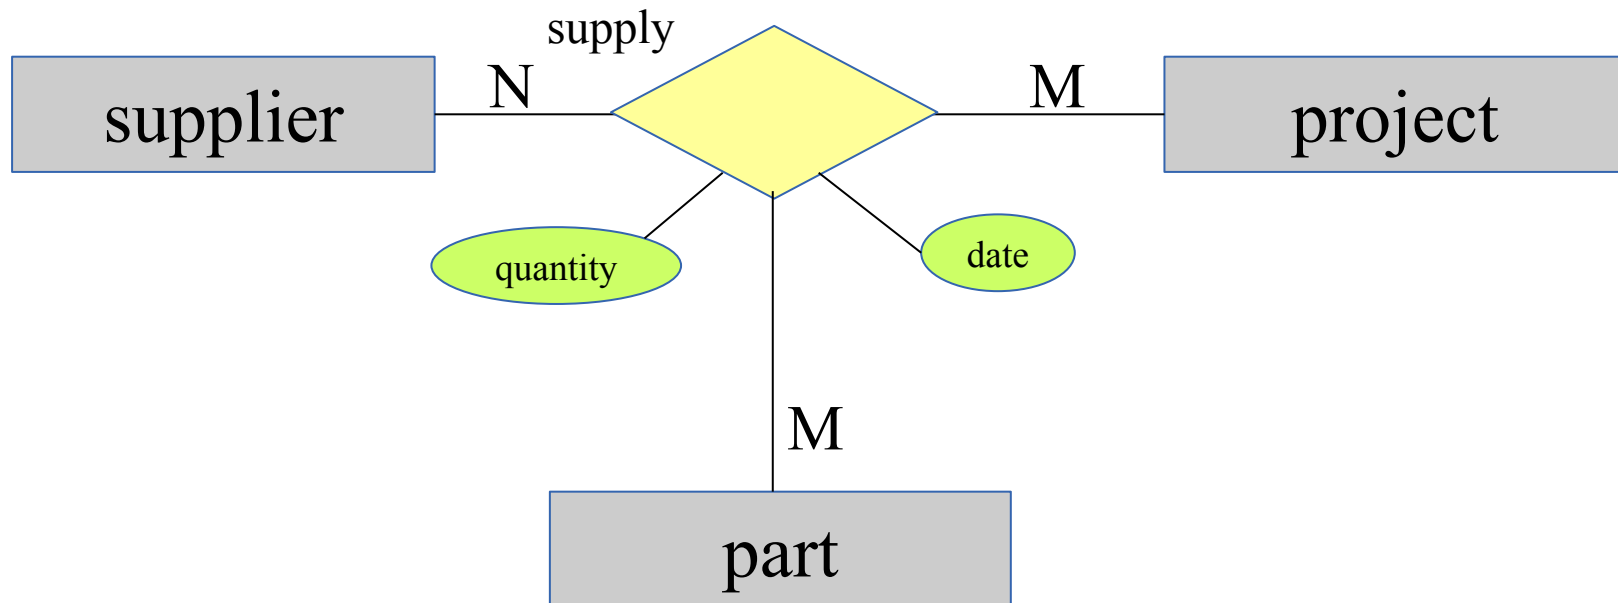 supply
supplier
N
M
project
quantity
date
M
part